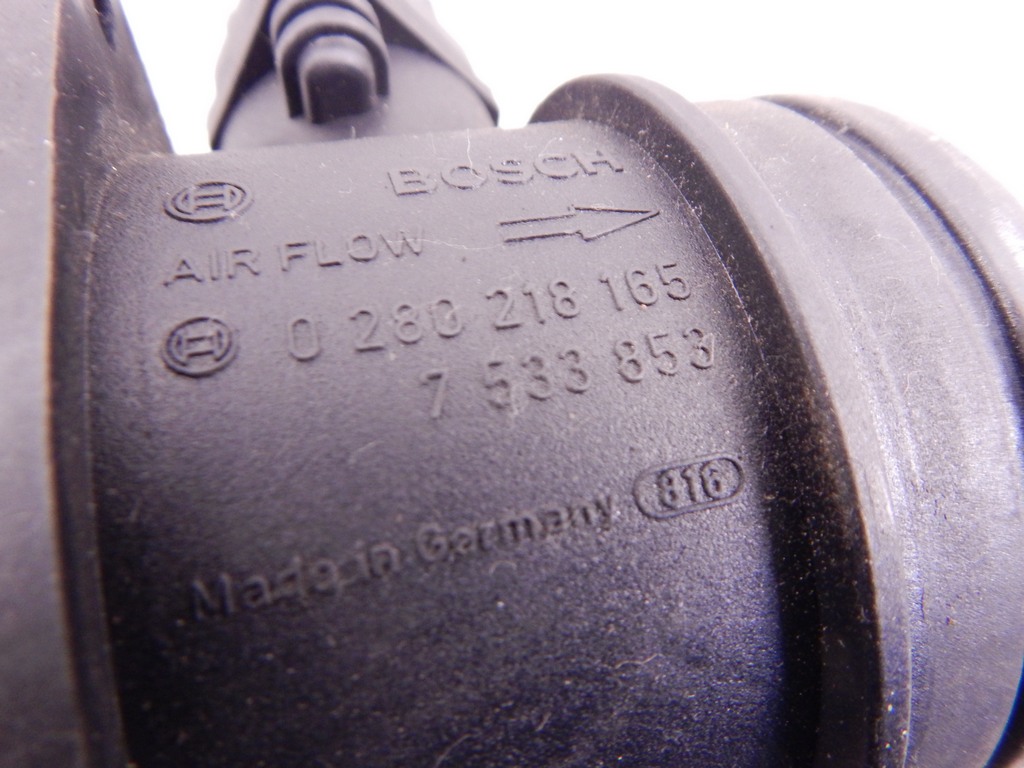 BOSCH
AIR FLOW
0 280 218 165
7 533 853
Made in Germany 816